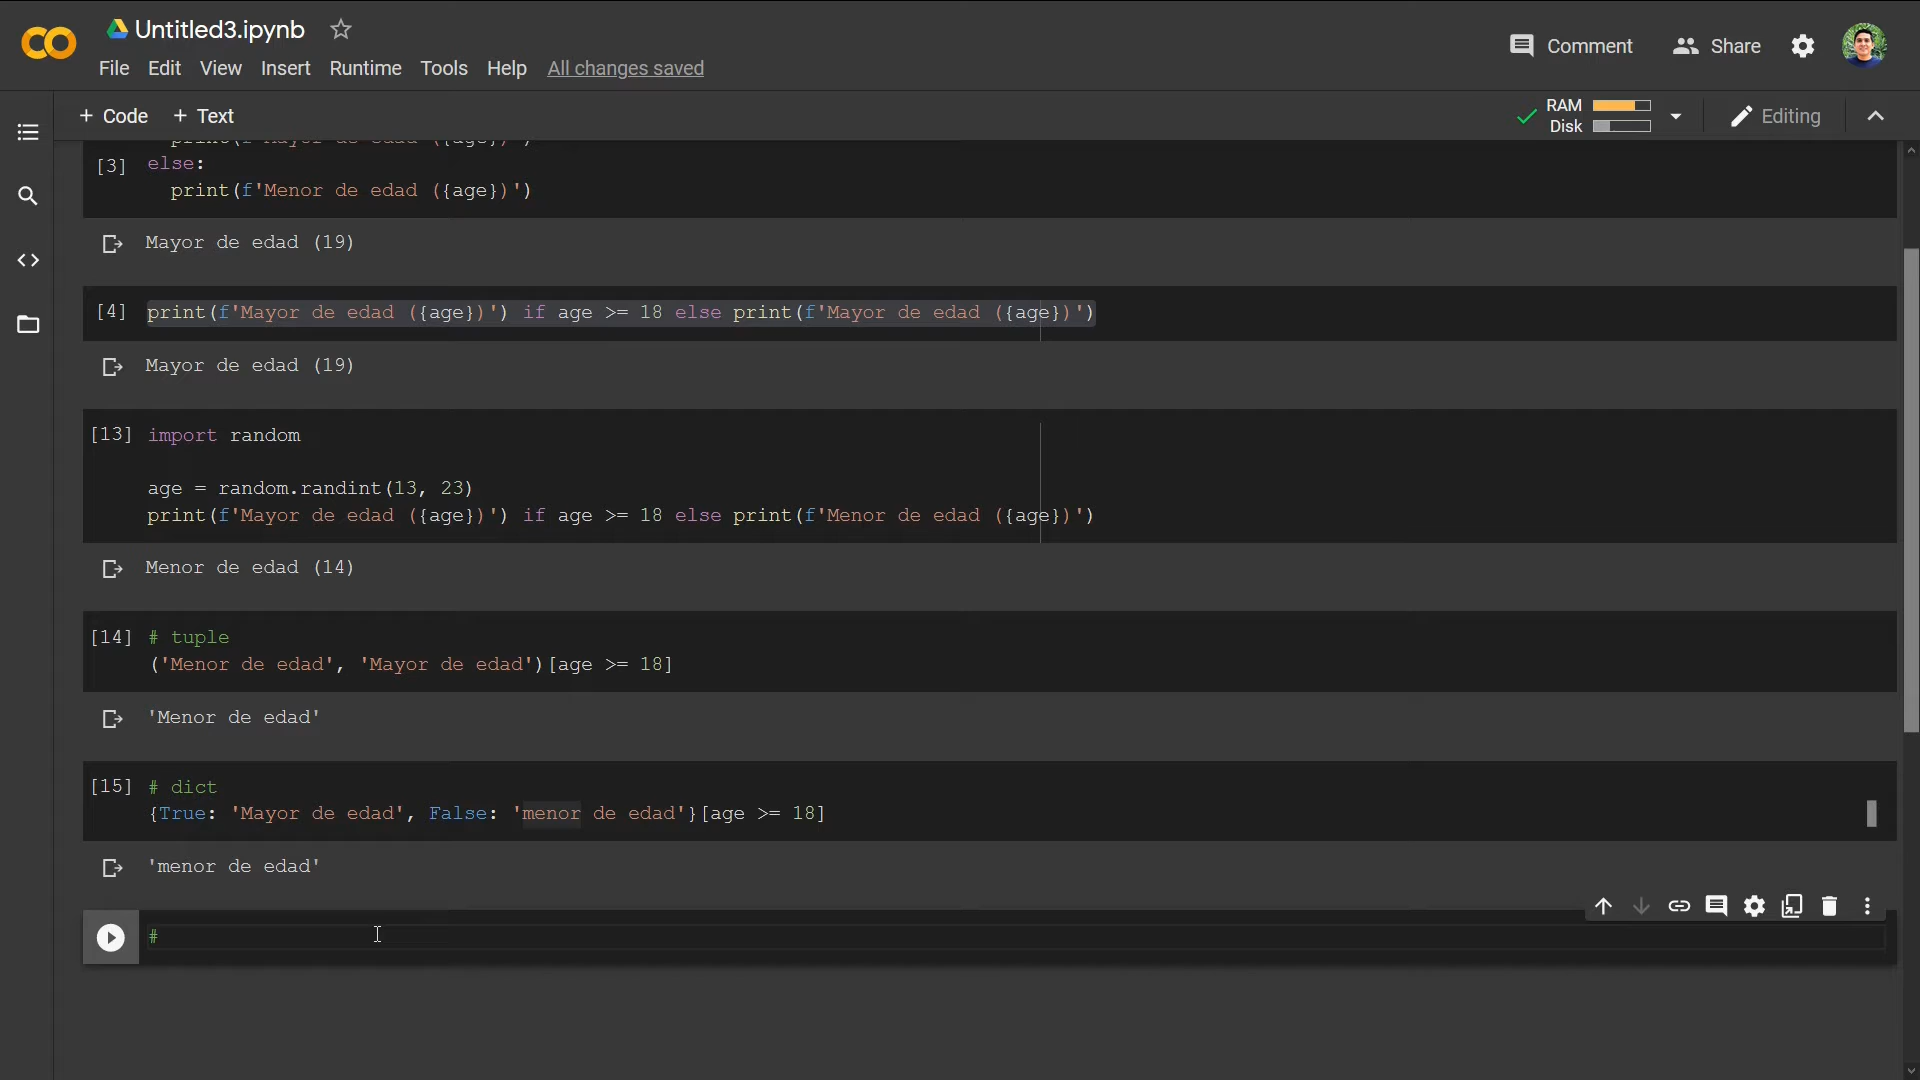 Untitled3.ipynb
File Edit View Insert Runtime Tools Help All changes saved
Comment Share
+ Code + Text
RAM
Disk
Editing
print(f'Mayor de edad ({age})')
[3] else:
print(f'Menor de edad ({age})')
Mayor de edad (19)
[4] print(f'Mayor de edad ({age})') if age >= 18 else print(f'Mayor de edad ({age})')
Mayor de edad (19)
[13] import random
age = random.randint(13, 23)
print(f'Mayor de edad ({age})') if age >= 18 else print(f'Menor de edad ({age})')
Menor de edad (14)
[14] # tuple
('Menor de edad', 'Mayor de edad')[age >= 18]
'Menor de edad'
[15] # dict
{True: 'Mayor de edad', False: 'menor de edad'}[age >= 18]
'menor de edad'
#